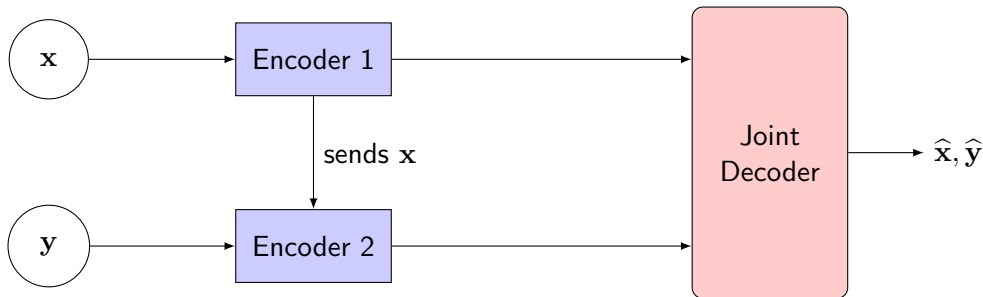 x
Encoder 1
sends x
y
Encoder 2
Joint
Decoder
x̂, ŷ